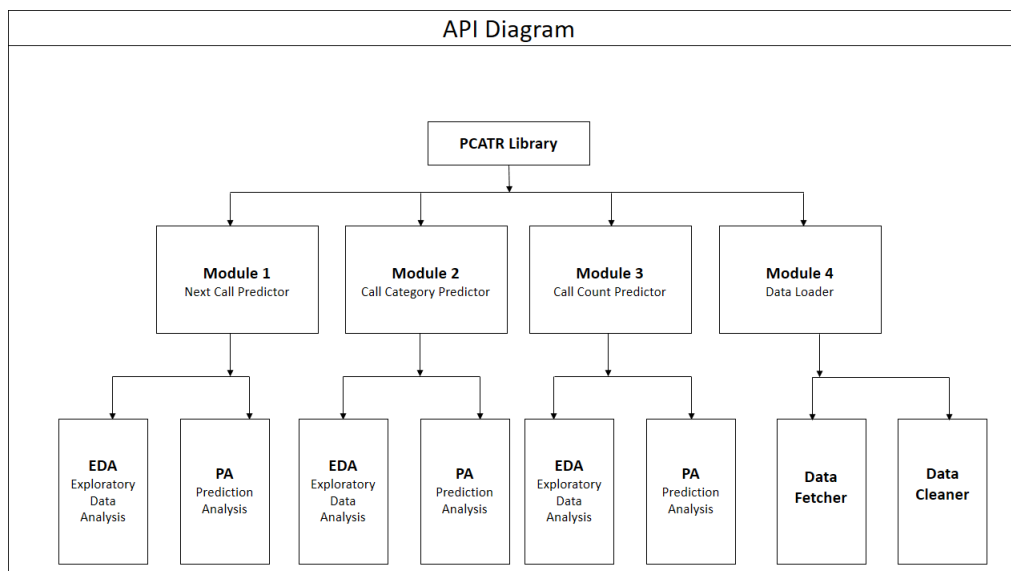 API Diagram
PCATR Library
Module 1
Next Call Predictor
Module 2
Call Category Predictor
Module 3
Call Count Predictor
Module 4
Data Loader
EDA
Exploratory
Data
Analysis
PA
Prediction
Analysis
EDA
Exploratory
Data
Analysis
PA
Prediction
Analysis
EDA
Exploratory
Data
Analysis
PA
Prediction
Analysis
Data
Fetcher
Data
Cleaner